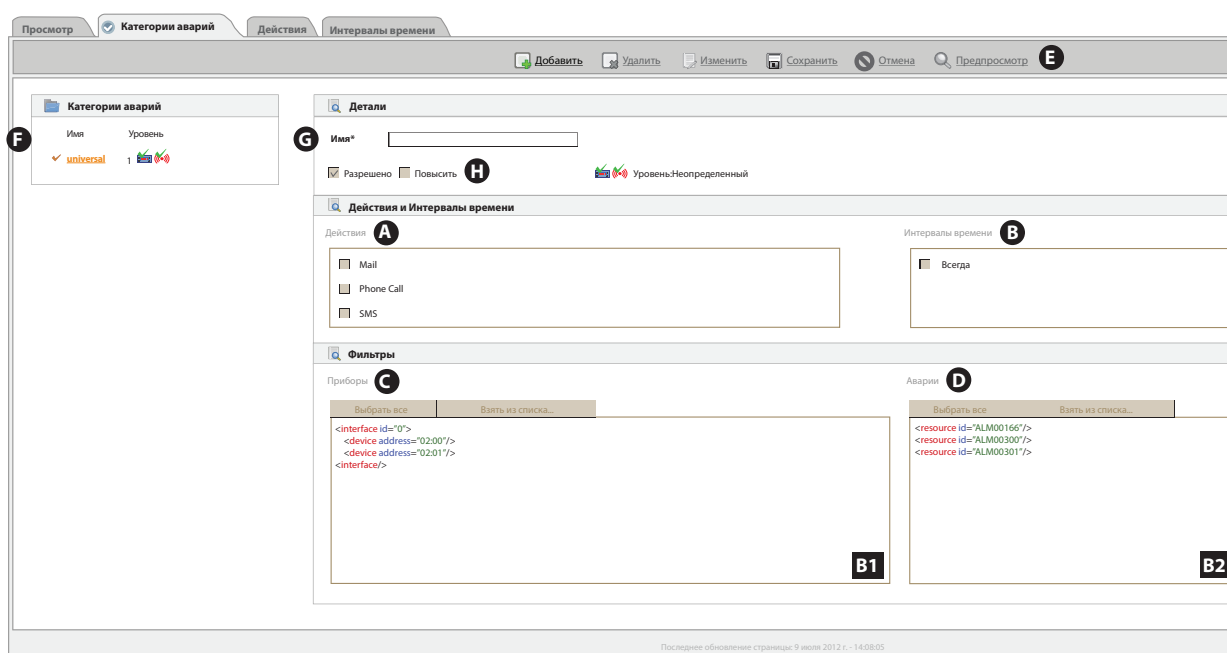 Просмотр Категории аварий Действия Интервалы времени
Добавить Удалить Изменить Сохранить Отмена Предпросмотр E
Категории аварий
F Имя Уровень
universal 1
Детали
G Имя*
Разрешено Повысить H Уровень:Неопределенный
Действия и Интервалы времени
Действия A Интервалы времени B
Mail Всегда
Phone Call
SMS
Фильтры
Приборы C Аварии D
Выбрать все Взять из списка... Выбрать все Взять из списка...
<interface id="0"> <resource id="ALM00166"/>
<device address="02:00"/> <resource id="ALM00300"/>
<device address="02:01"/> <resource id="ALM00301"/>
<interface/>
B1 B2
Последнее обновление страницы: 9 июля 2012 г. - 14:08:05